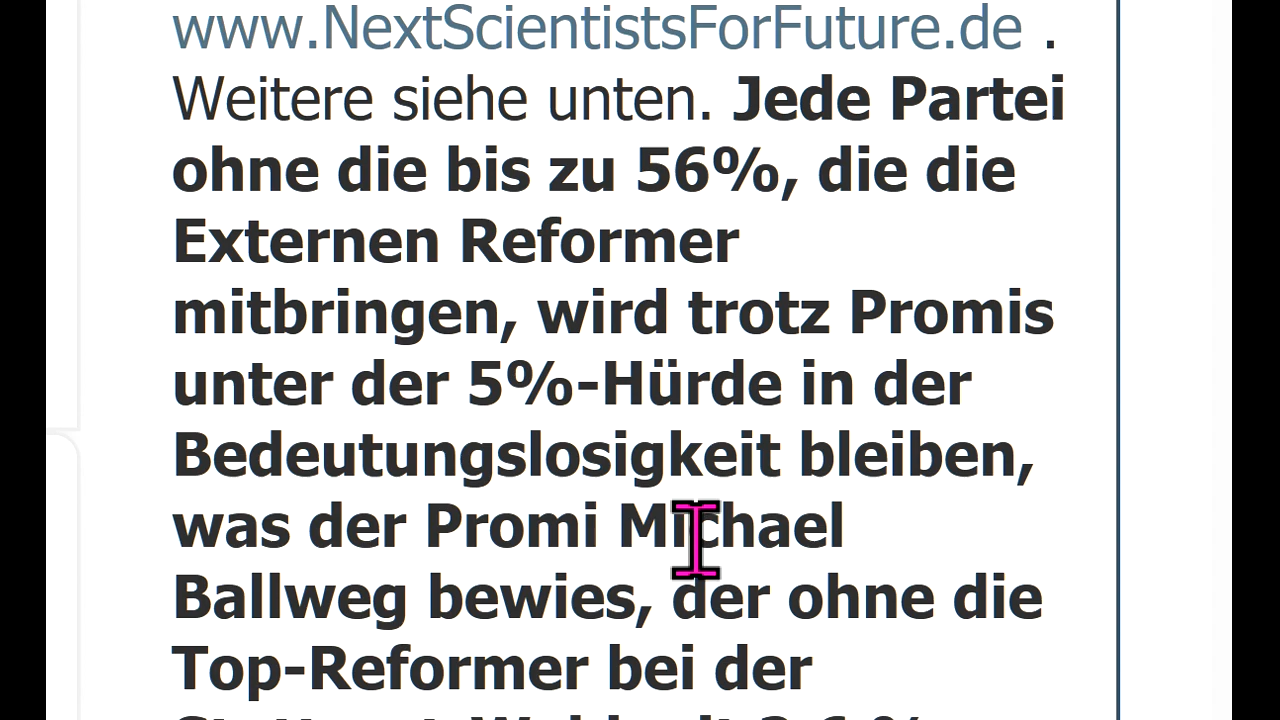 www.NextScientistsForFuture.de .
Weitere siehe unten. Jede Partei
ohne die bis zu 56%, die die
Externen Reformer
mitbringen, wird trotz Promis
unter der 5%-Hürde in der
Bedeutungslosigkeit bleiben,
was der Promi Michael
Ballweg bewies, der ohne die
Top-Reformer bei der